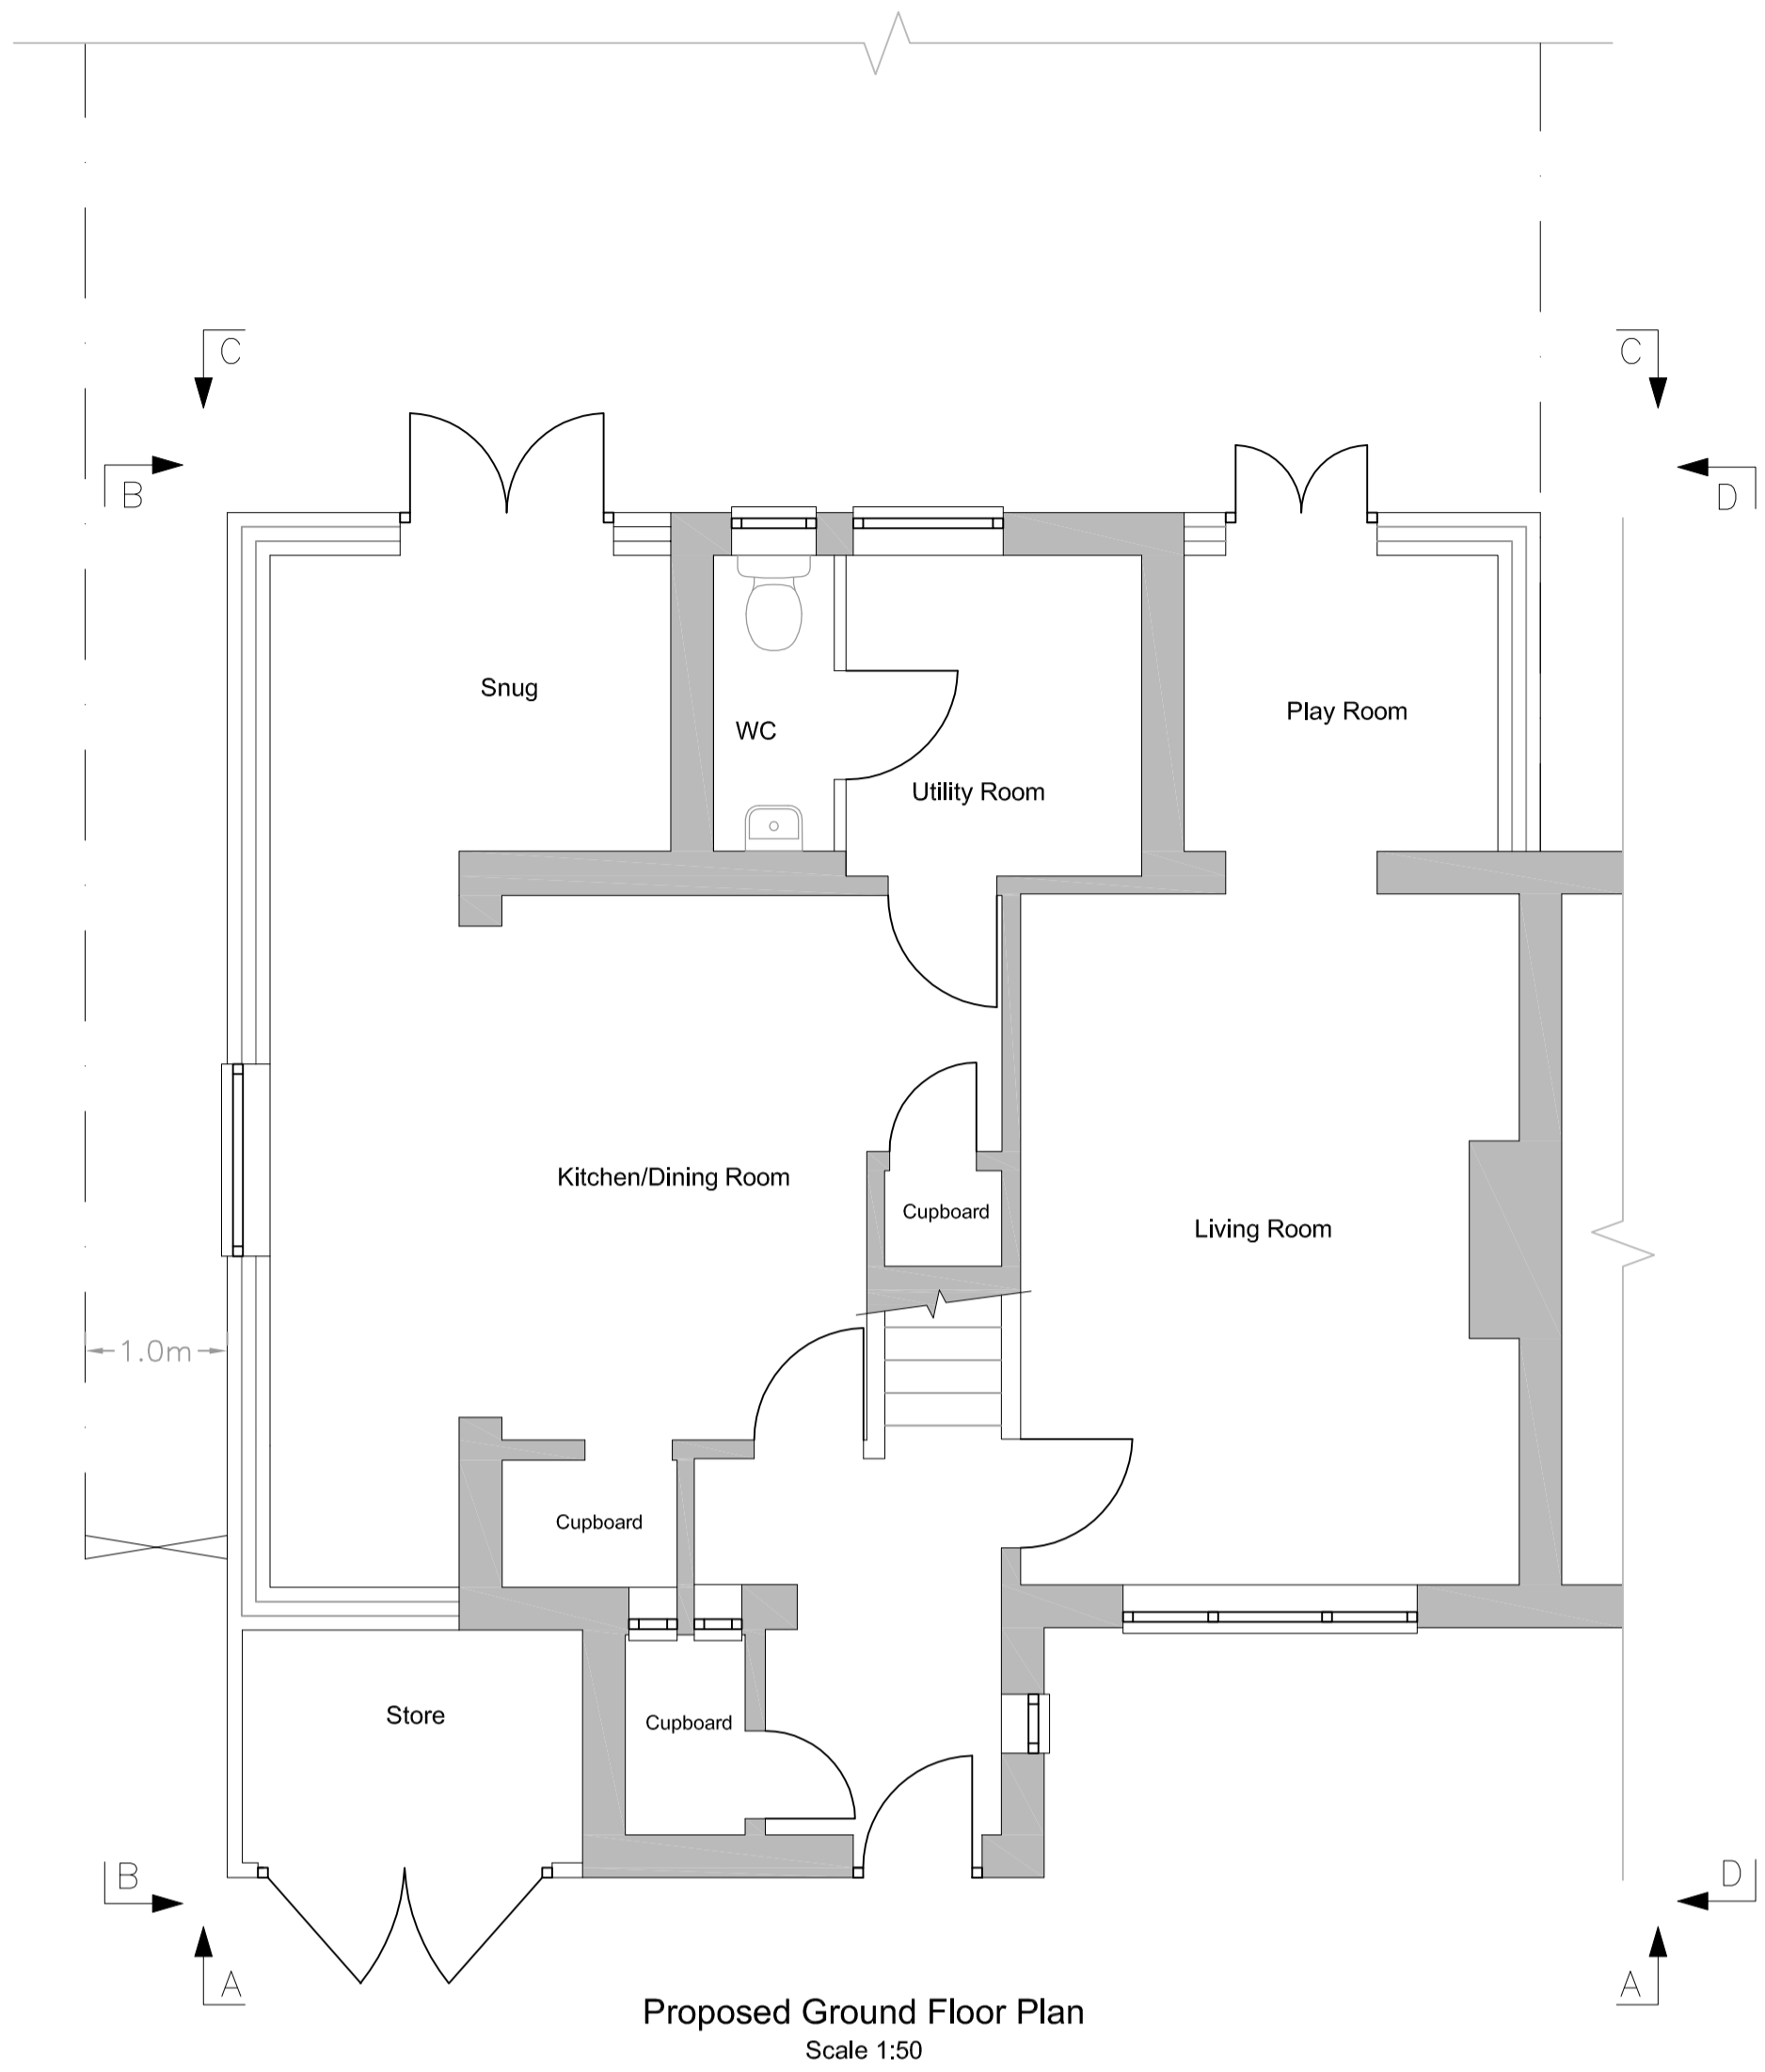 C
C
B
D
Snug
WC
Play Room
Utility Room
Kitchen/Dining Room
Cupboard
Living Room
1.0m
Cupboard
Store
Cupboard
B
D
A
A
Proposed Ground Floor Plan
Scale 1:50